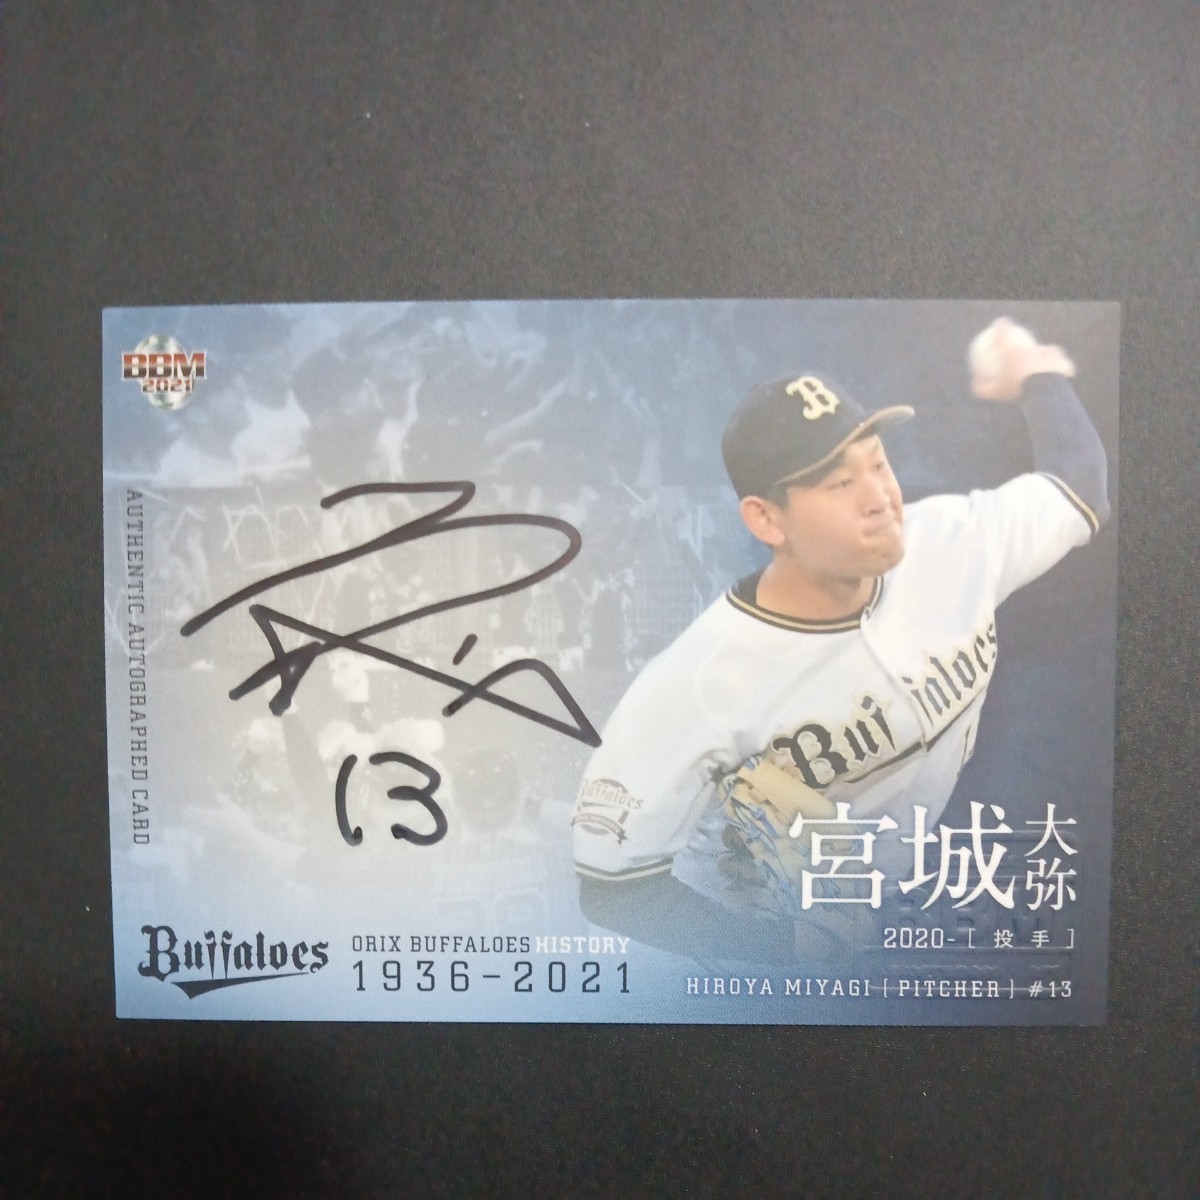 BBM
2021
AUTHENTIC AUTOGRAPHED CARD
B
Buffaloes
Buffaloes
13
宮城大弥
2020-[投手]
Buffaloes
ORIX BUFFALOES HISTORY
1936-2021
HIROYA MIYAGI [PITCHER] #13